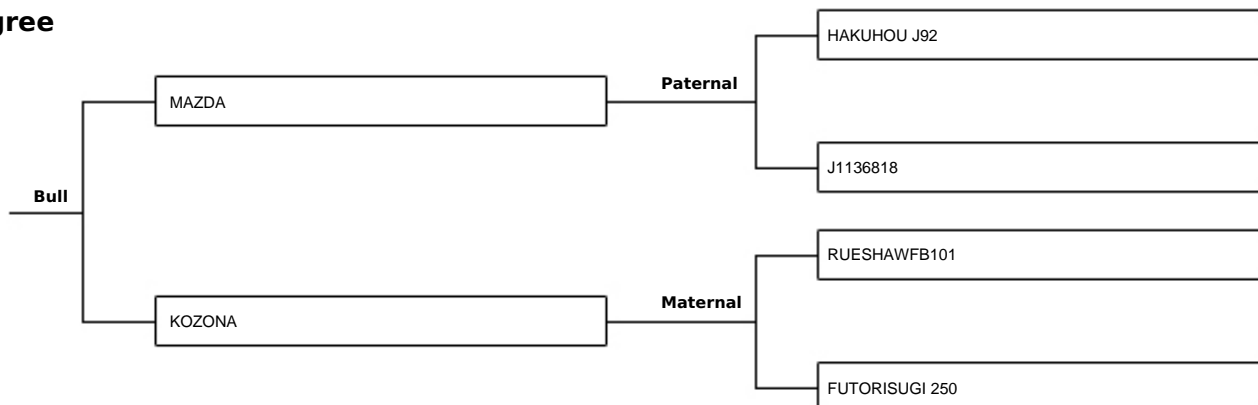 gree
HAKUHOU J92
Paternal
MAZDA
J1136818
Bull
RUESHAWFB101
Maternal
KOZONA
FUTORISUGI 250